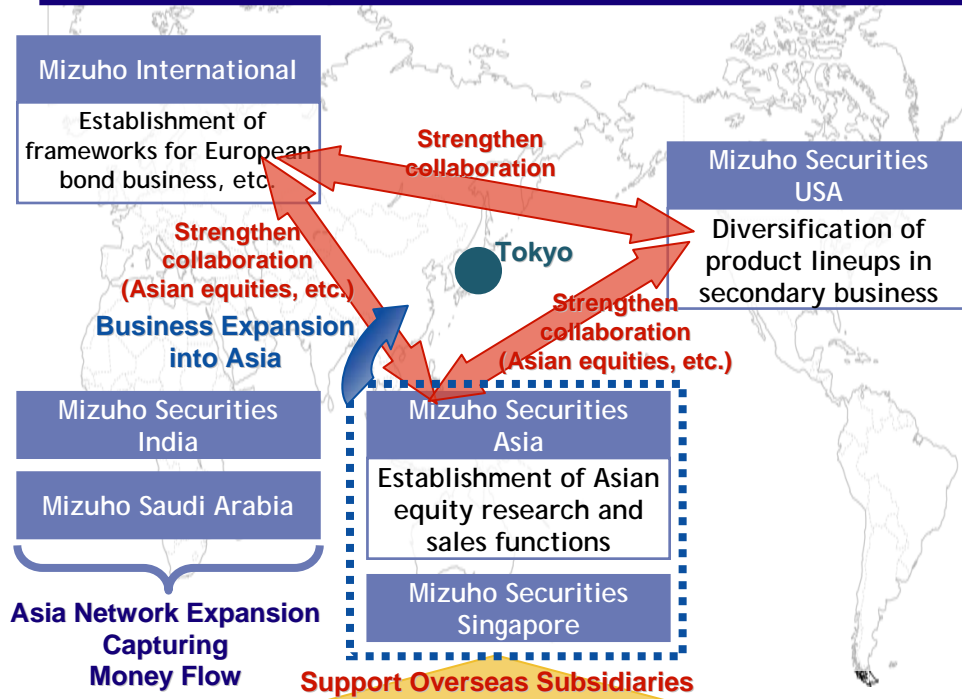 Mizuho International
Establishment of
frameworks for European
bond business, etc.
Strengthen
collaboration
Mizuho Securities
USA
Diversification of
product lineups in
secondary business
Strengthen
collaboration
(Asian equities, etc.)
Tokyo
Strengthen
collaboration
(Asian equities, etc.)
Business Expansion
into Asia
Mizuho Securities
India
Mizuho Saudi Arabia
Asia Network Expansion
Capturing
Money Flow
Mizuho Securities
Asia
Establishment of Asian
equity research and
sales functions
Mizuho Securities
Singapore
Support Overseas Subsidiaries